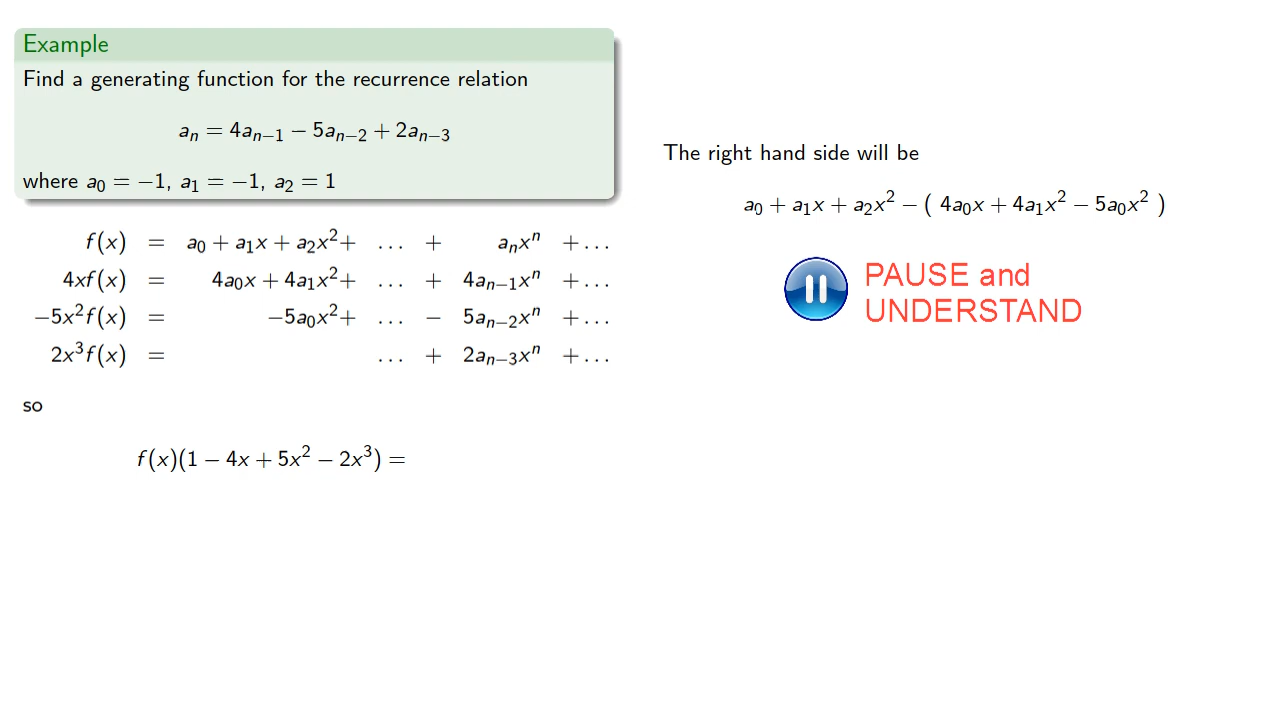 Example
Find a generating function for the recurrence relation
aₙ = 4aₙ₋₁ − 5aₙ₋₂ + 2aₙ₋₃
where a₀ = −1, a₁ = −1, a₂ = 1
f(x) = a₀ + a₁x + a₂x² + … + aₙxⁿ + …
4xf(x) = 4a₀x + 4a₁x² + … + 4aₙ₋₁xⁿ + …
−5x²f(x) = −5a₀x² + … − 5aₙ₋₂xⁿ + …
2x³f(x) = … + 2aₙ₋₃xⁿ + …
so
f(x)(1 − 4x + 5x² − 2x³) =
The right hand side will be
a₀ + a₁x + a₂x² − ( 4a₀x + 4a₁x² − 5a₀x² )
PAUSE and
UNDERSTAND